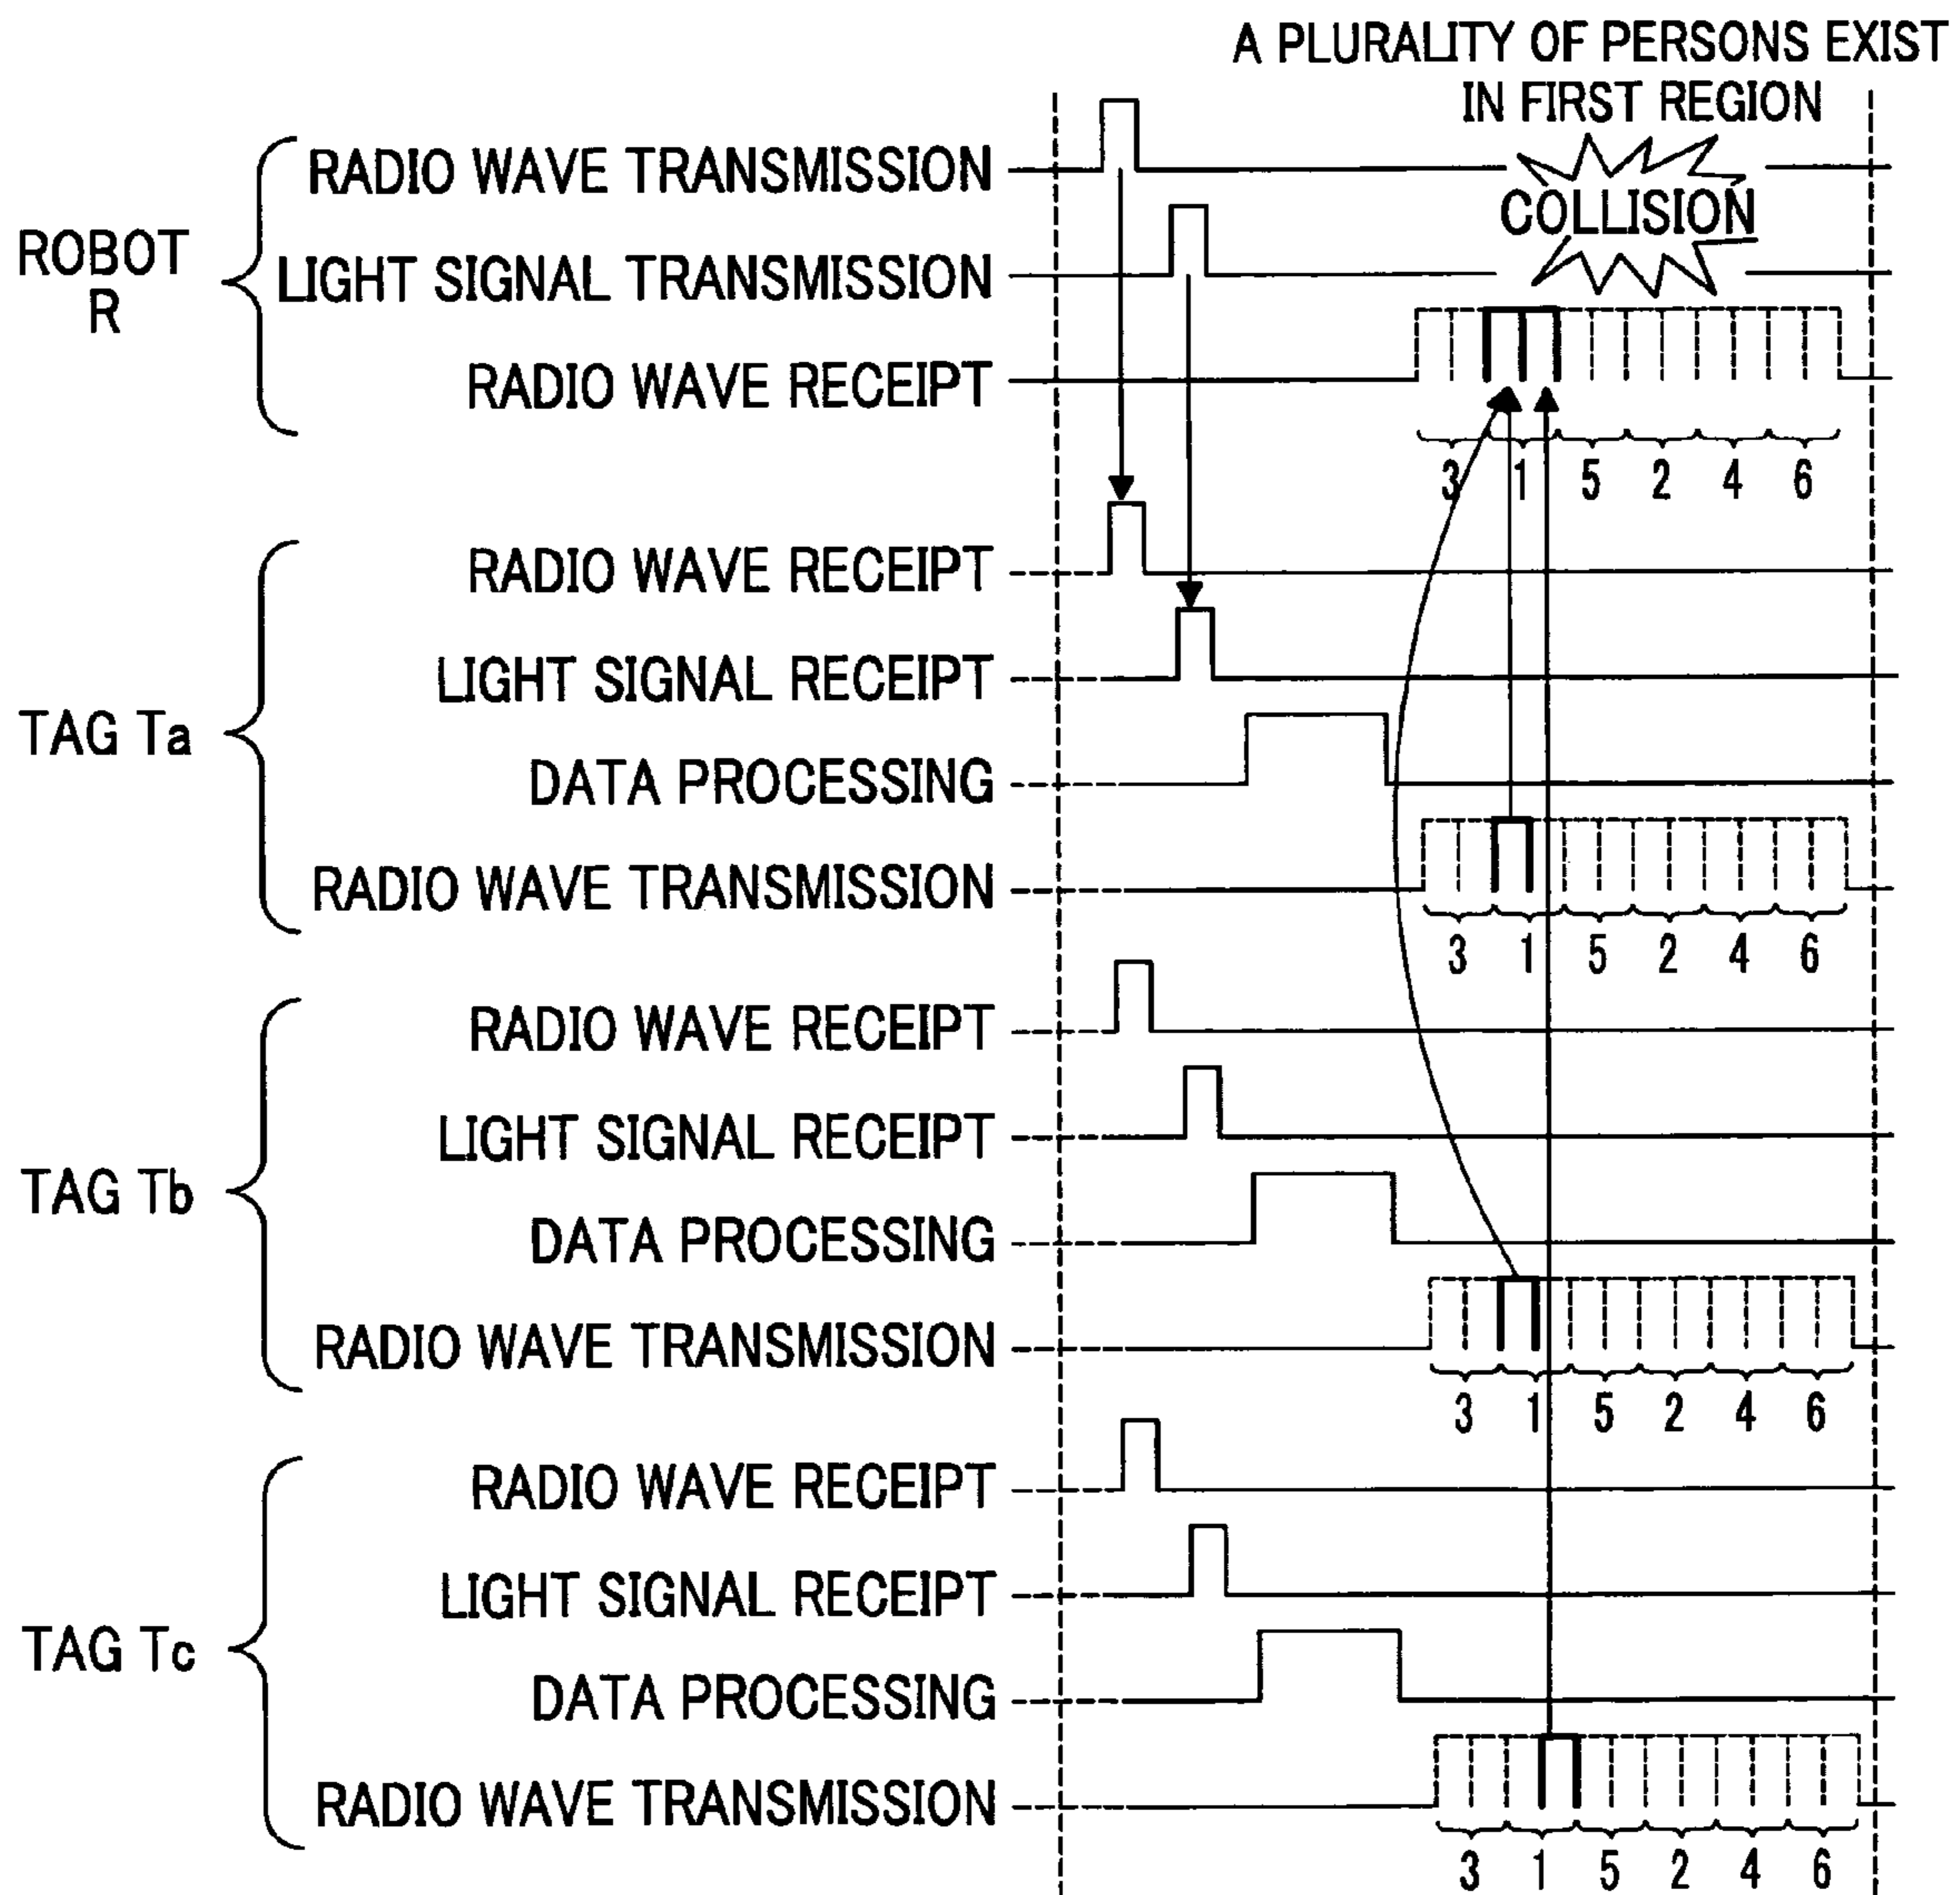 A PLURALITY OF PERSONS EXIST
IN FIRST REGION
COLLISION
ROBOT
R
RADIO WAVE TRANSMISSION
LIGHT SIGNAL TRANSMISSION
RADIO WAVE RECEIPT
3 1 5 2 4 6
TAG Ta
RADIO WAVE RECEIPT
LIGHT SIGNAL RECEIPT
DATA PROCESSING
RADIO WAVE TRANSMISSION
3 1 5 2 4 6
TAG Tb
RADIO WAVE RECEIPT
LIGHT SIGNAL RECEIPT
DATA PROCESSING
RADIO WAVE TRANSMISSION
3 1 5 2 4 6
TAG Tc
RADIO WAVE RECEIPT
LIGHT SIGNAL RECEIPT
DATA PROCESSING
RADIO WAVE TRANSMISSION
3 1 5 2 4 6